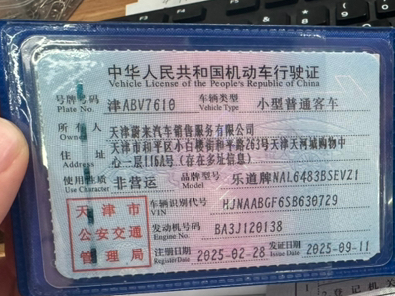 中华人民共和国机动车行驶证
Vehicle License of the People's Republic of China
号牌号码 津ABV7610 车辆类型 小型普通客车
Plate No. Vehicle Type
所有人 天津蔚来汽车销售服务有限公司
Owner
住址 天津市和平区小白楼街和平路263号天津天河城购物中
Address 心一层116A号(存在多址信息)
使用性质 非营运 品牌型号 乐道牌NAL6483BSEVZ1
Use Character Model
天津市
公安交通
管理局
车辆识别代号 HJNAABGF6SB630729
VIN
发动机号码 BA3J120138
Engine No.
注册日期 2025-02-28 发证日期 2025-09-11
Register Date Issue Date